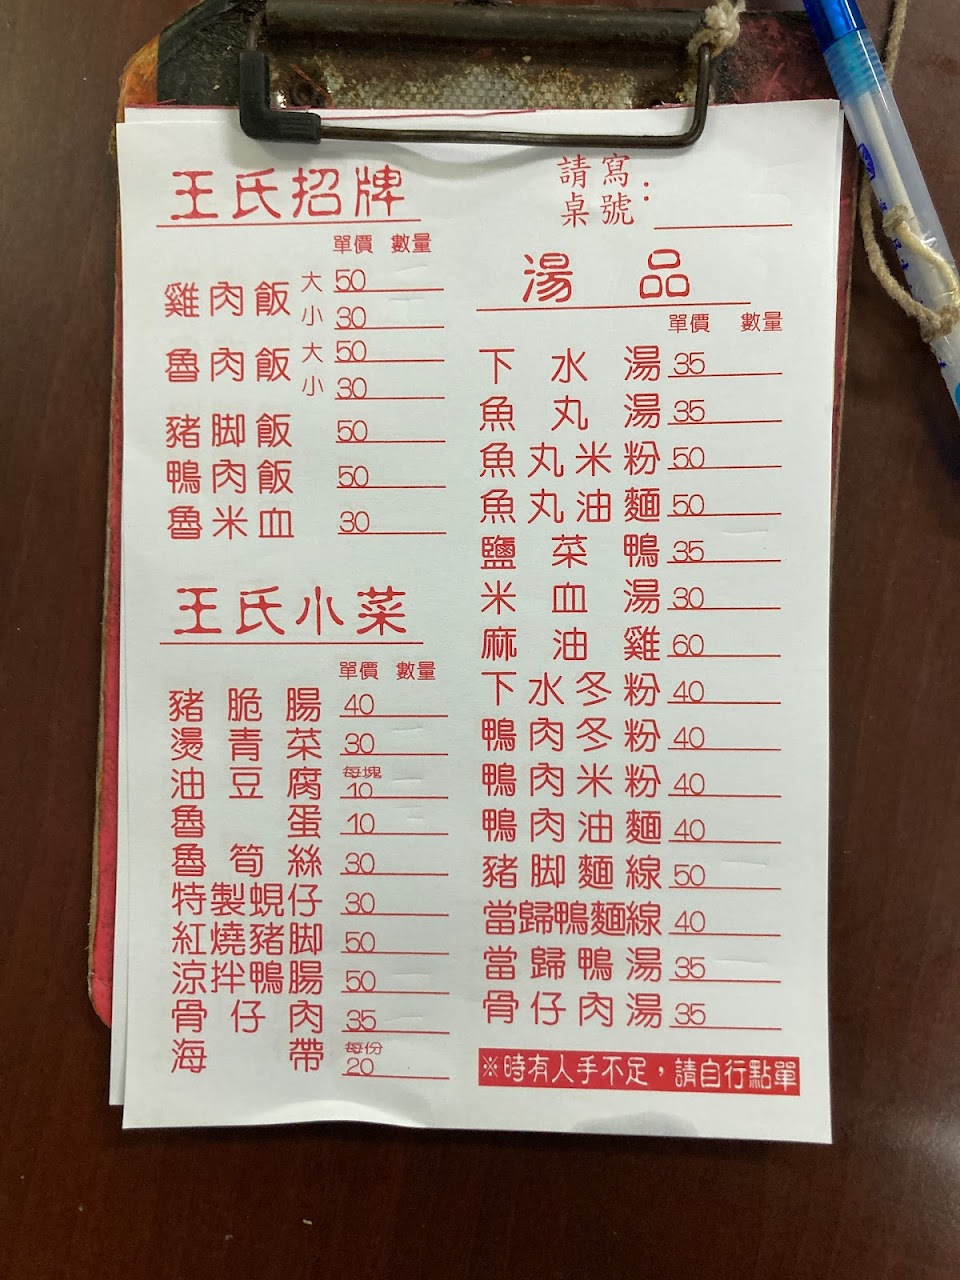 王氏招牌
單價 數量
雞肉飯 大 50
小 30
魯肉飯 大 50
小 30
豬脚飯 50
鴨肉飯 50
魯米血 30
王氏小菜
單價 數量
豬脆腸 40
燙青菜 30
油豆腐 每塊 10
魯蛋 10
魯筍絲 30
特製蜆仔 30
紅燒豬脚 50
涼拌鴨腸 50
骨仔肉 35
海帶 每份 20
請寫
桌號：
湯品
單價 數量
下水湯 35
魚丸湯 35
魚丸米粉 50
魚丸油麵 50
鹽菜鴨 35
米血湯 30
麻油雞 60
下水冬粉 40
鴨肉冬粉 40
鴨肉米粉 40
鴨肉油麵 40
豬脚麵線 50
當歸鴨麵線 40
當歸鴨湯 35
骨仔肉湯 35
※時有人手不足，請自行點單